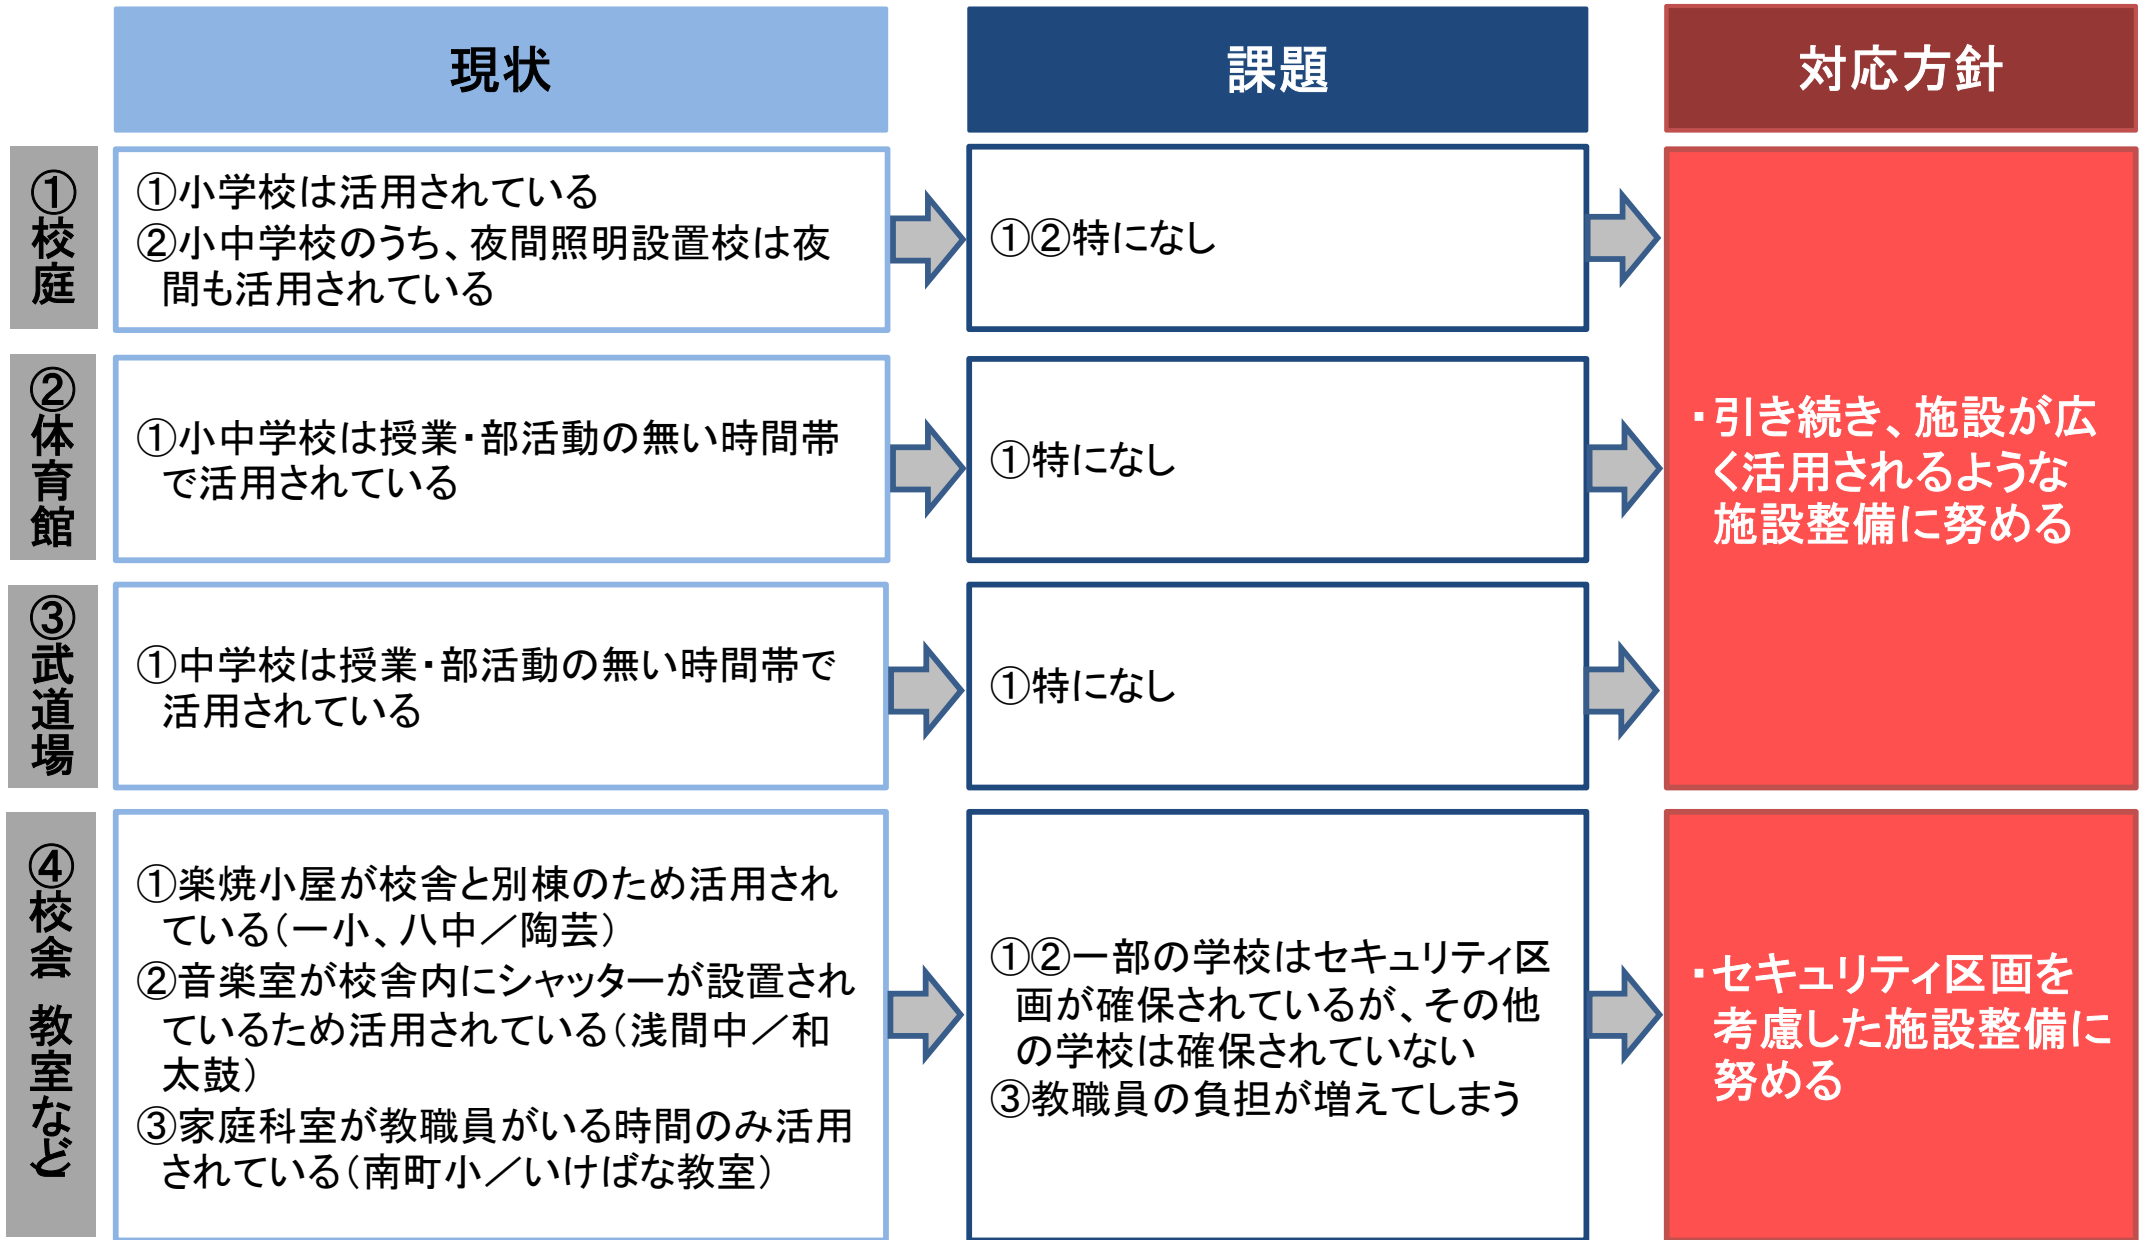 現状
課題
対応方針
①校庭
①小学校は活用されている
②小中学校のうち、夜間照明設置校は夜
間も活用されている
①②特になし
②体育館
①小中学校は授業・部活動の無い時間帯
で活用されている
①特になし
③武道場
①中学校は授業・部活動の無い時間帯で
活用されている
①特になし
・引き続き、施設が広
く活用されるような
施設整備に努める
④校舎 教室など
①楽焼小屋が校舎と別棟のため活用され
ている（一小、八中／陶芸）
②音楽室が校舎内にシャッターが設置され
ているため活用されている（浅間中／和
太鼓）
③家庭科室が教職員がいる時間のみ活用
されている（南町小／いけばな教室）
①②一部の学校はセキュリティ区
画が確保されているが、その他
の学校は確保されていない
③教職員の負担が増えてしまう
・セキュリティ区画を
考慮した施設整備に
努める